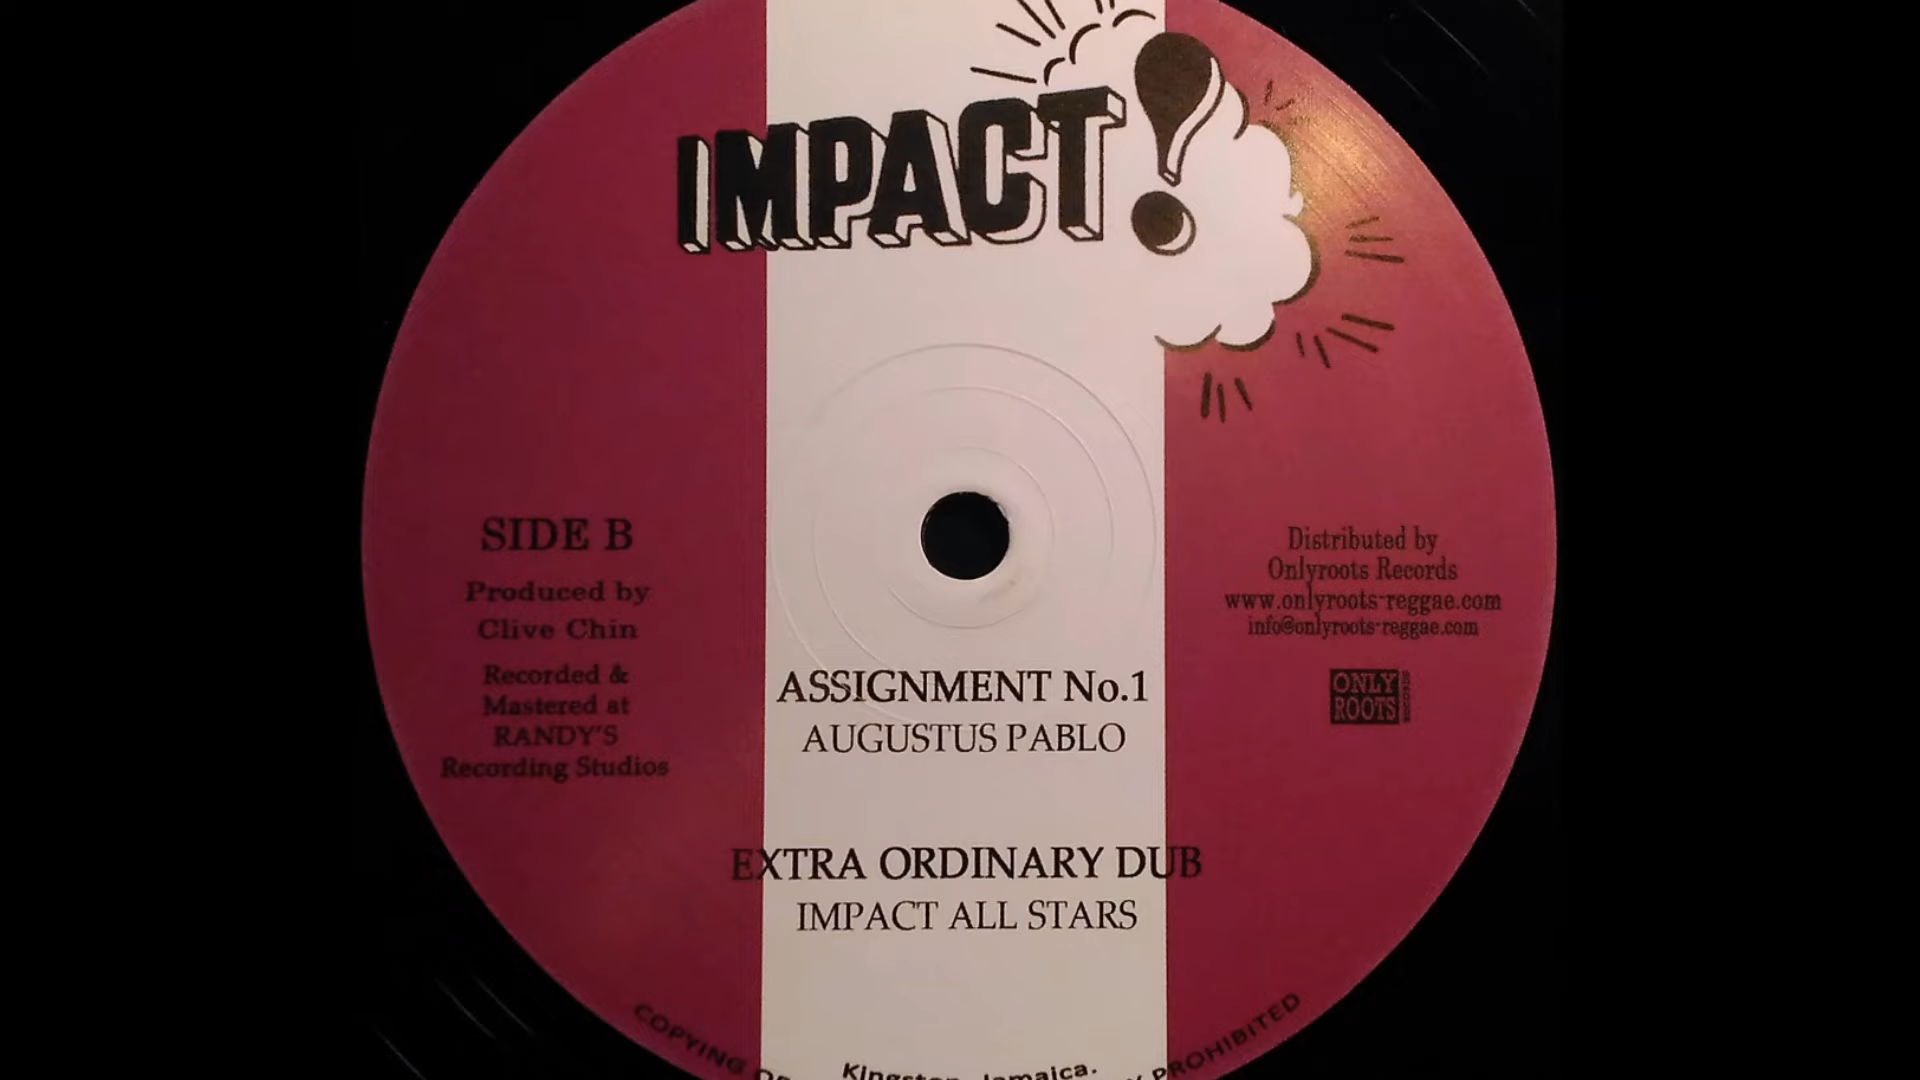 IMPACT!
SIDE B
Produced by
Clive Chin
Recorded &
Mastered at
RANDY'S
Recording Studios
Distributed by
Onlyroots Records
www.onlyroots-reggae.com
info@onlyroots-reggae.com
ONLY
ROOTS
RECORDS
ASSIGNMENT No.1
AUGUSTUS PABLO
EXTRA ORDINARY DUB
IMPACT ALL STARS
COPYING
PROHIBITED
Kingston, Jamaica.